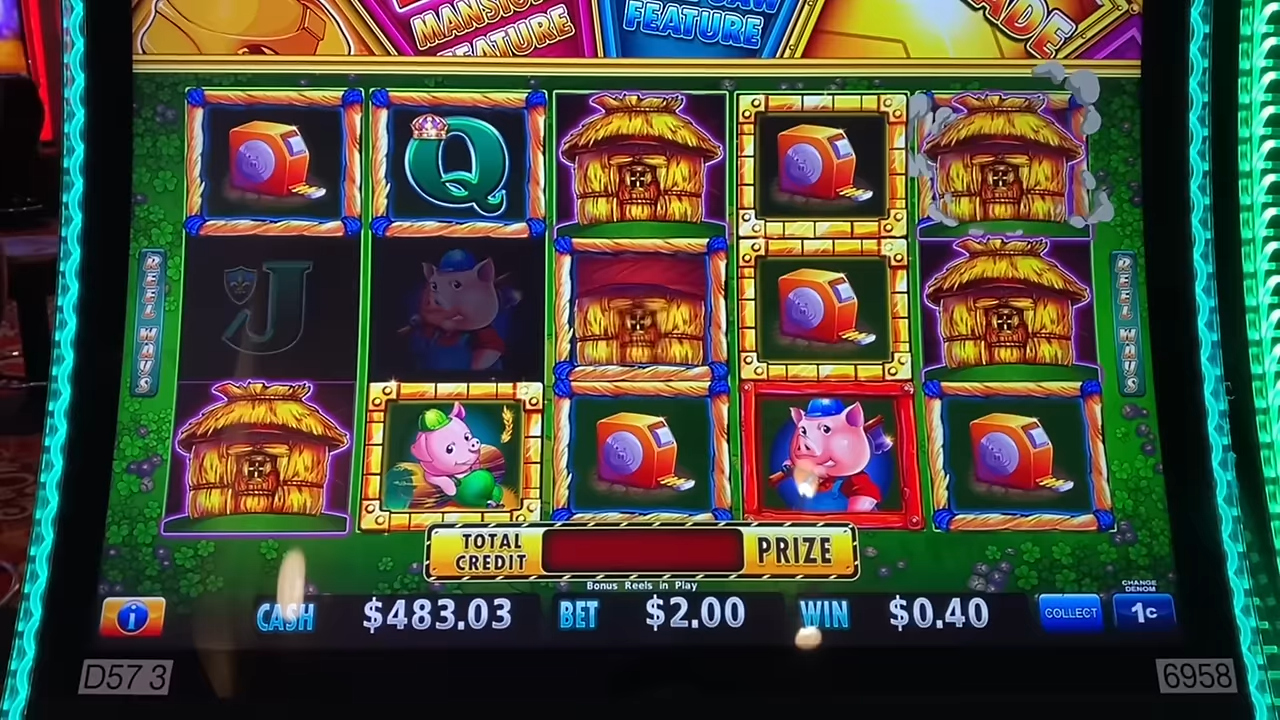 MANSION
FEATURE
FEATURE
Q
J
REEL WAYS
REEL WAYS
TOTAL
CREDIT
PRIZE
Bonus Reels in Play
CASH
$483.03
BET
$2.00
WIN
$0.40
COLLECT
CHANGE
DENOM
1¢
D57 3
6958